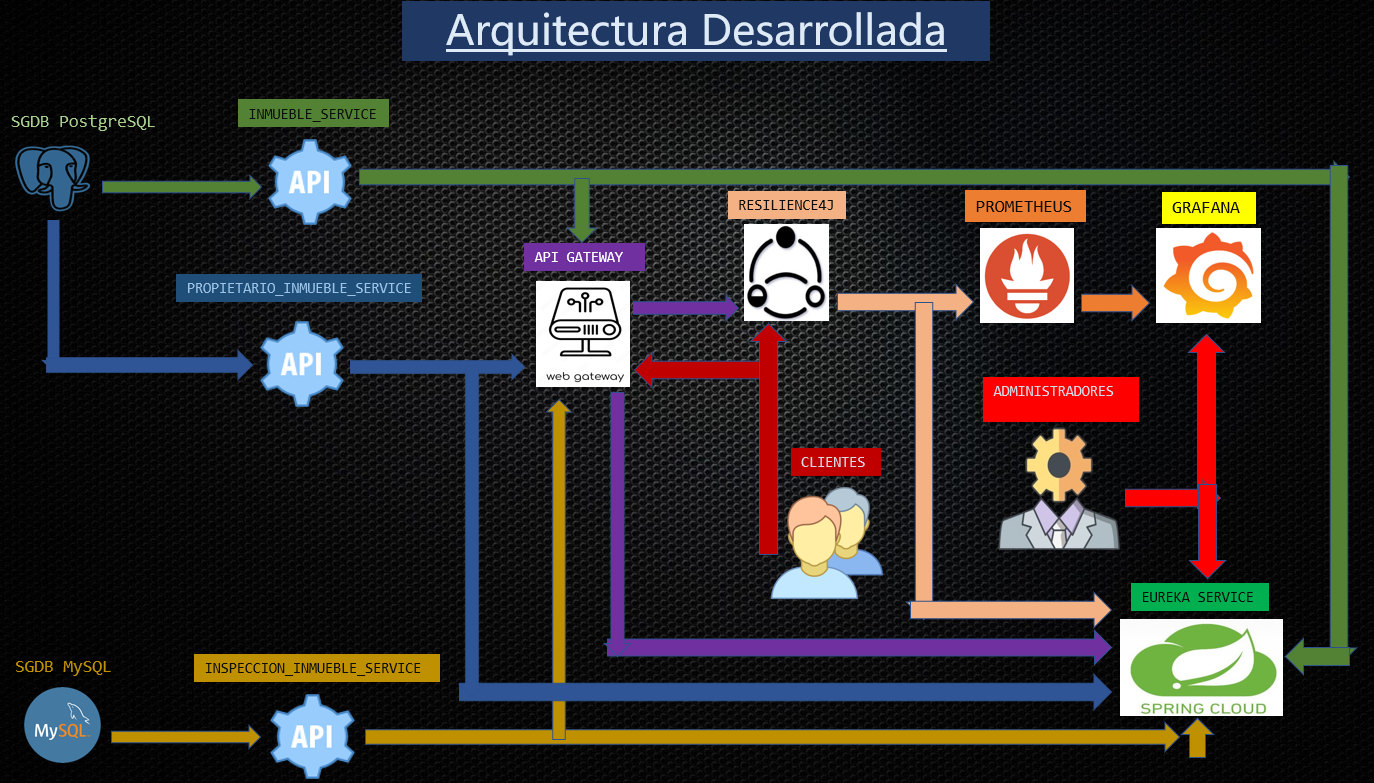 Arquitectura Desarrollada
SGDB PostgreSQL
INMUEBLE_SERVICE
API
RESILIENCE4J
PROMETHEUS
GRAFANA
API GATEWAY
web gateway
PROPIETARIO_INMUEBLE_SERVICE
API
ADMINISTRADORES
CLIENTES
EUREKA SERVICE
SPRING CLOUD
SGDB MySQL
MySQL
INSPECCION_INMUEBLE_SERVICE
API